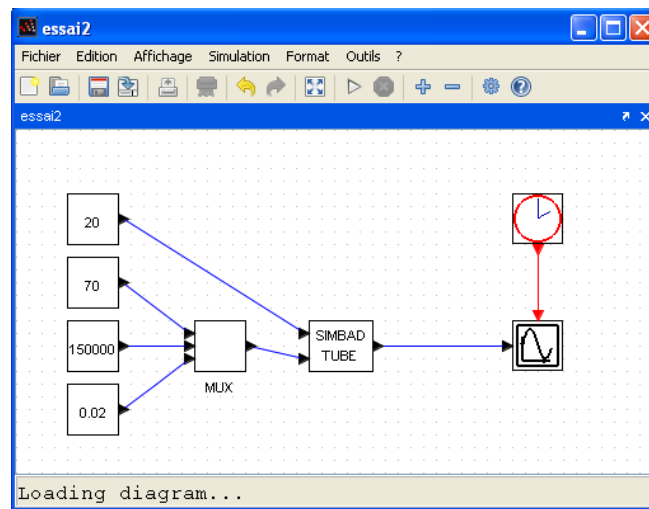 essai2
Fichier Edition Affichage Simulation Format Outils ?
essai2
20
70
150000
0.02
MUX
SIMBAD
TUBE
Loading diagram...